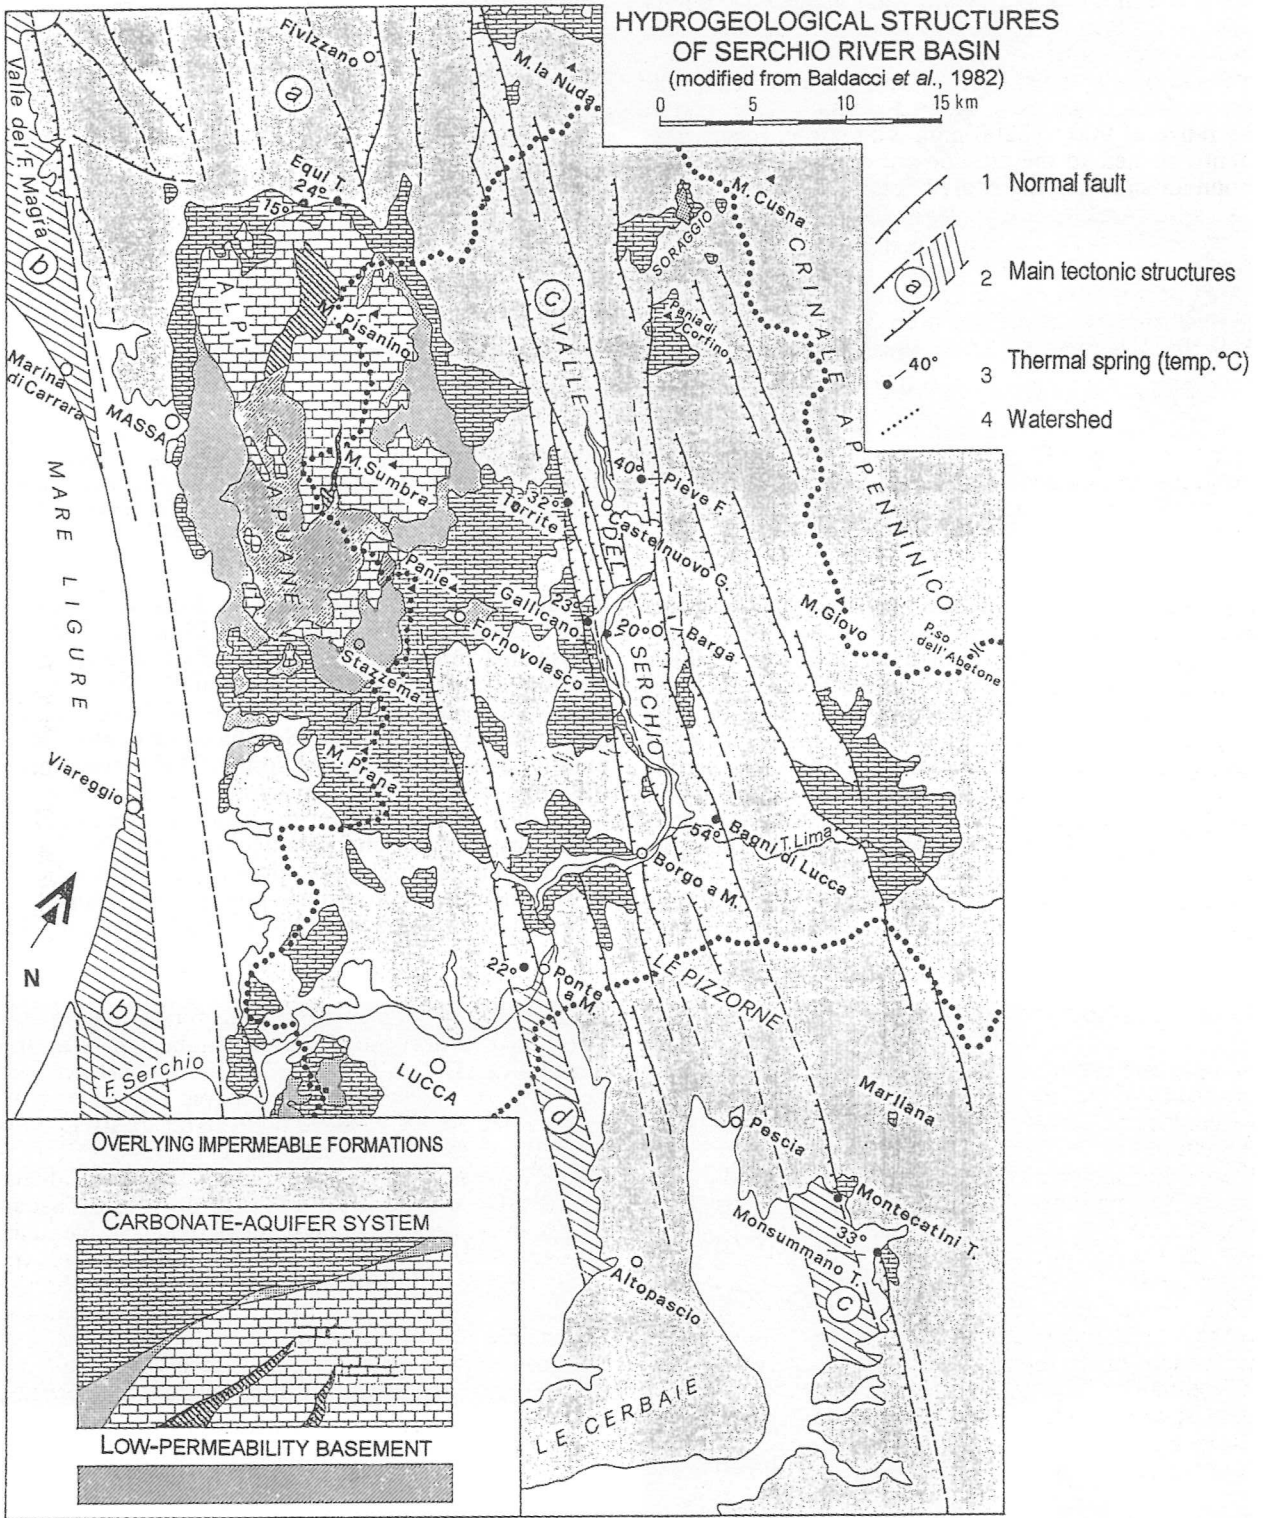 HYDROGEOLOGICAL STRUCTURES
OF SERCHIO RIVER BASIN
(modified from Baldacci et al., 1982)
0 5 10 15 km
1 Normal fault
a 2 Main tectonic structures
40° 3 Thermal spring (temp.°C)
4 Watershed
Fivizzano
M. la Nuda
a
Valle del F. Magra
Equi T.
24°
15°
M. Cusna
SORAGGIO
b
c
ALPI
M. Pisanino
VALLE
Pania di
Corfino
CRINALE APPENNINICO
Marina
di Carrara
MASSA
M. Sumbra
40°
Pieve F.
32°
Torrite
Castelnuovo G.
DEL
MARE LIGURE
APUANE
Panie
Gallicano
23°
M. Giovo
P.so
dell'Abetone
Fornovolasco
20°
Barga
Stazzema
SERCHIO
M. Prana
Viareggio
54°
Bagni di Lucca
T. Lima
Borgo a M.
N
22°
Ponte
a M.
LE PIZZORNE
b
F. Serchio
LUCCA
d
Marliana
Pescia
Montecatini T.
33°
Monsummano T.
c
Altopascio
LE CERBAIE
OVERLYING IMPERMEABLE FORMATIONS
CARBONATE-AQUIFER SYSTEM
LOW-PERMEABILITY BASEMENT